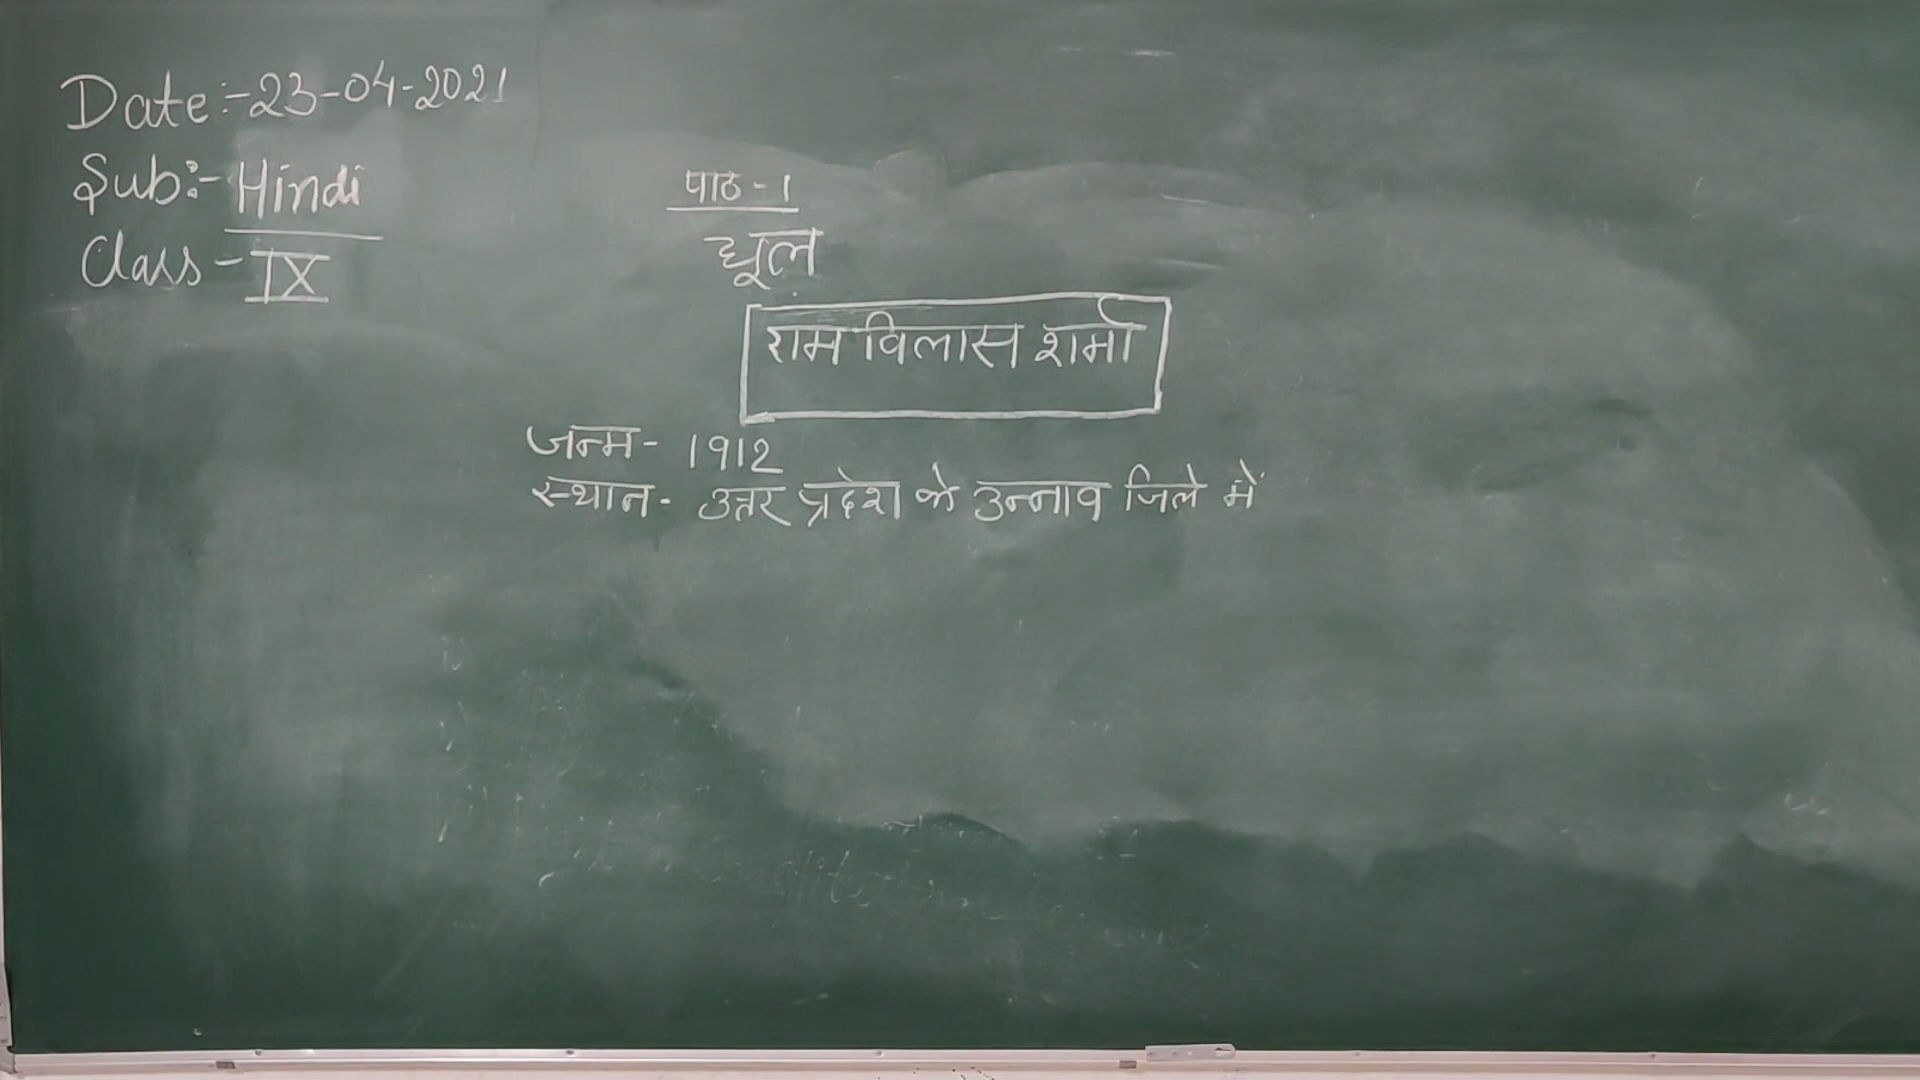 Date:-23-04-2021
Sub:- Hindi
Class - IX
पाठ - 1
धूल
राम विलास शर्मा
जन्म - 1912
स्थान - उत्तर प्रदेश के उन्नाव जिले में